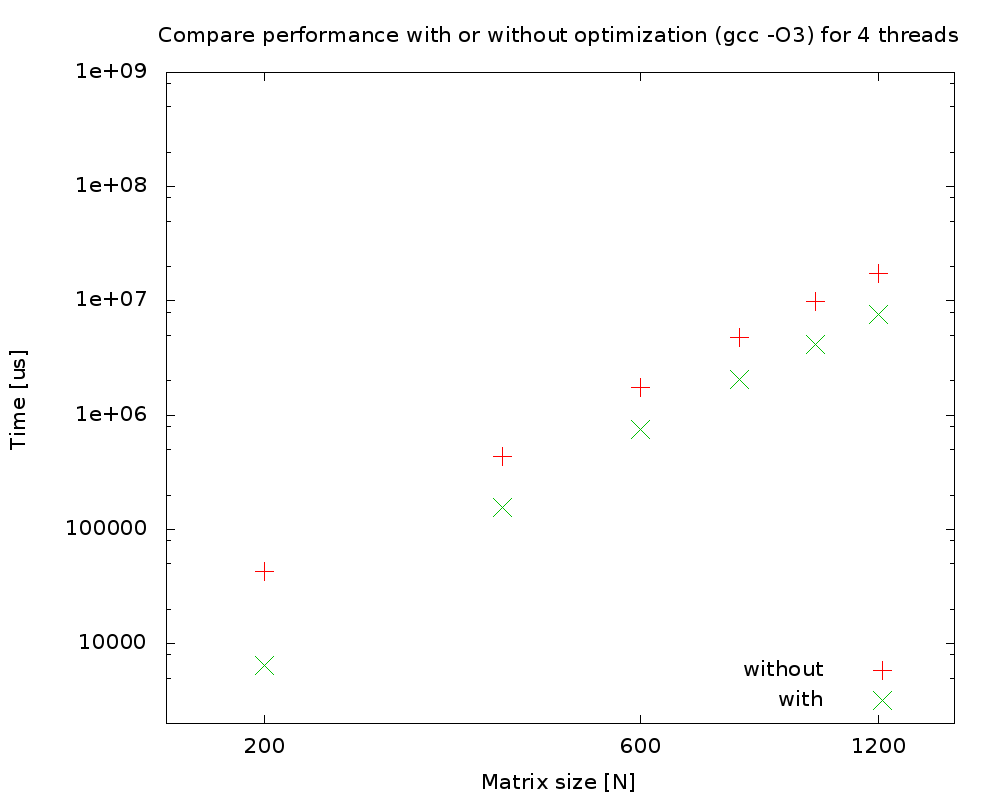 Compare performance with or without optimization (gcc -O3) for 4 threads
1e+09
1e+08
1e+07
1e+06
100000
10000
Time [us]
without
with
200 600 1200
Matrix size [N]